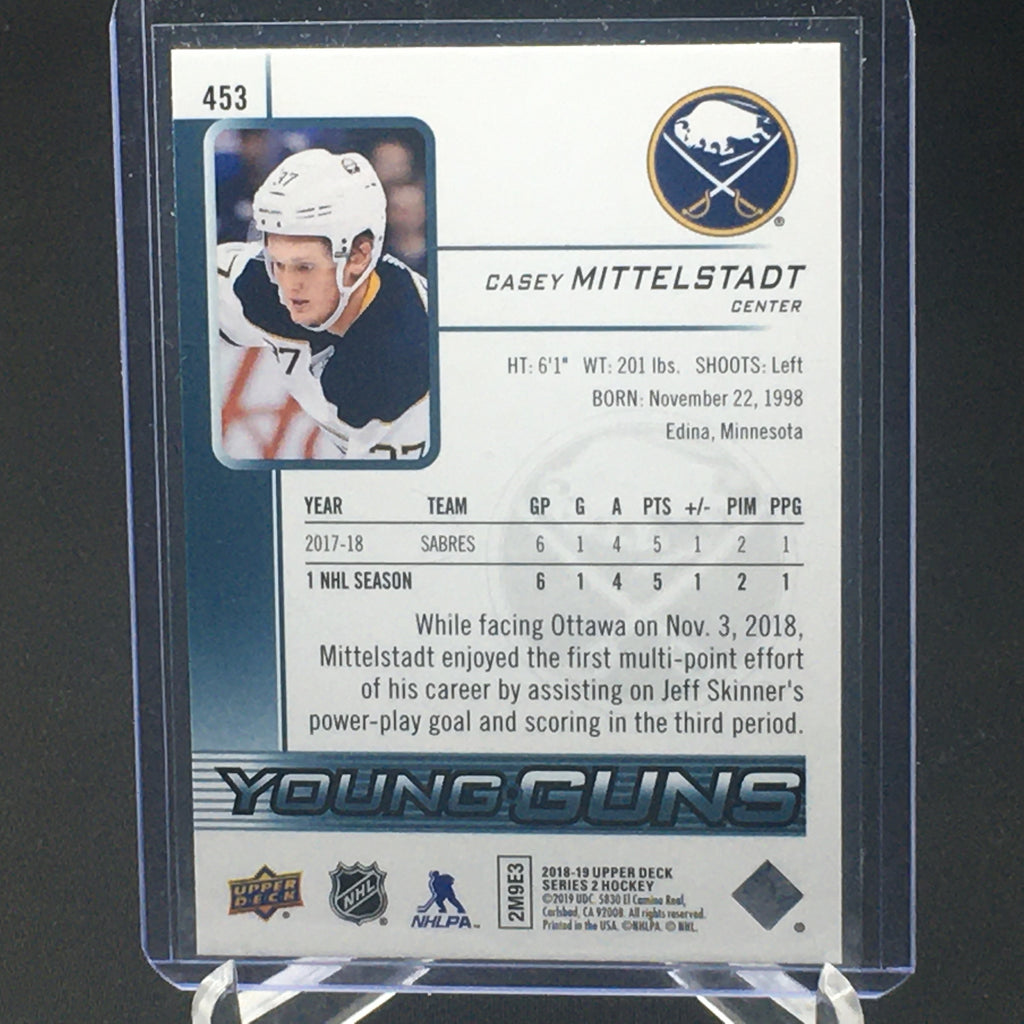 453
37
37
37
®
CASEY MITTELSTADT
CENTER
HT: 6'1" WT: 201 lbs. SHOOTS: Left
BORN: November 22, 1998
Edina, Minnesota
YEAR TEAM GP G A PTS +/- PIM PPG
2017-18 SABRES 6 1 4 5 1 2 1
1 NHL SEASON 6 1 4 5 1 2 1
While facing Ottawa on Nov. 3, 2018,
Mittelstadt enjoyed the first multi-point effort
of his career by assisting on Jeff Skinner's
power-play goal and scoring in the third period.
YOUNG GUNS
UPPER DECK ®
NHL ®
NHLPA™
2M9E3
2018-19 UPPER DECK
SERIES 2 HOCKEY
©2019 UDC. 5830 El Camino Real,
Carlsbad, CA 92008. All rights reserved.
Printed in the USA. ©NHLPA. © NHL.